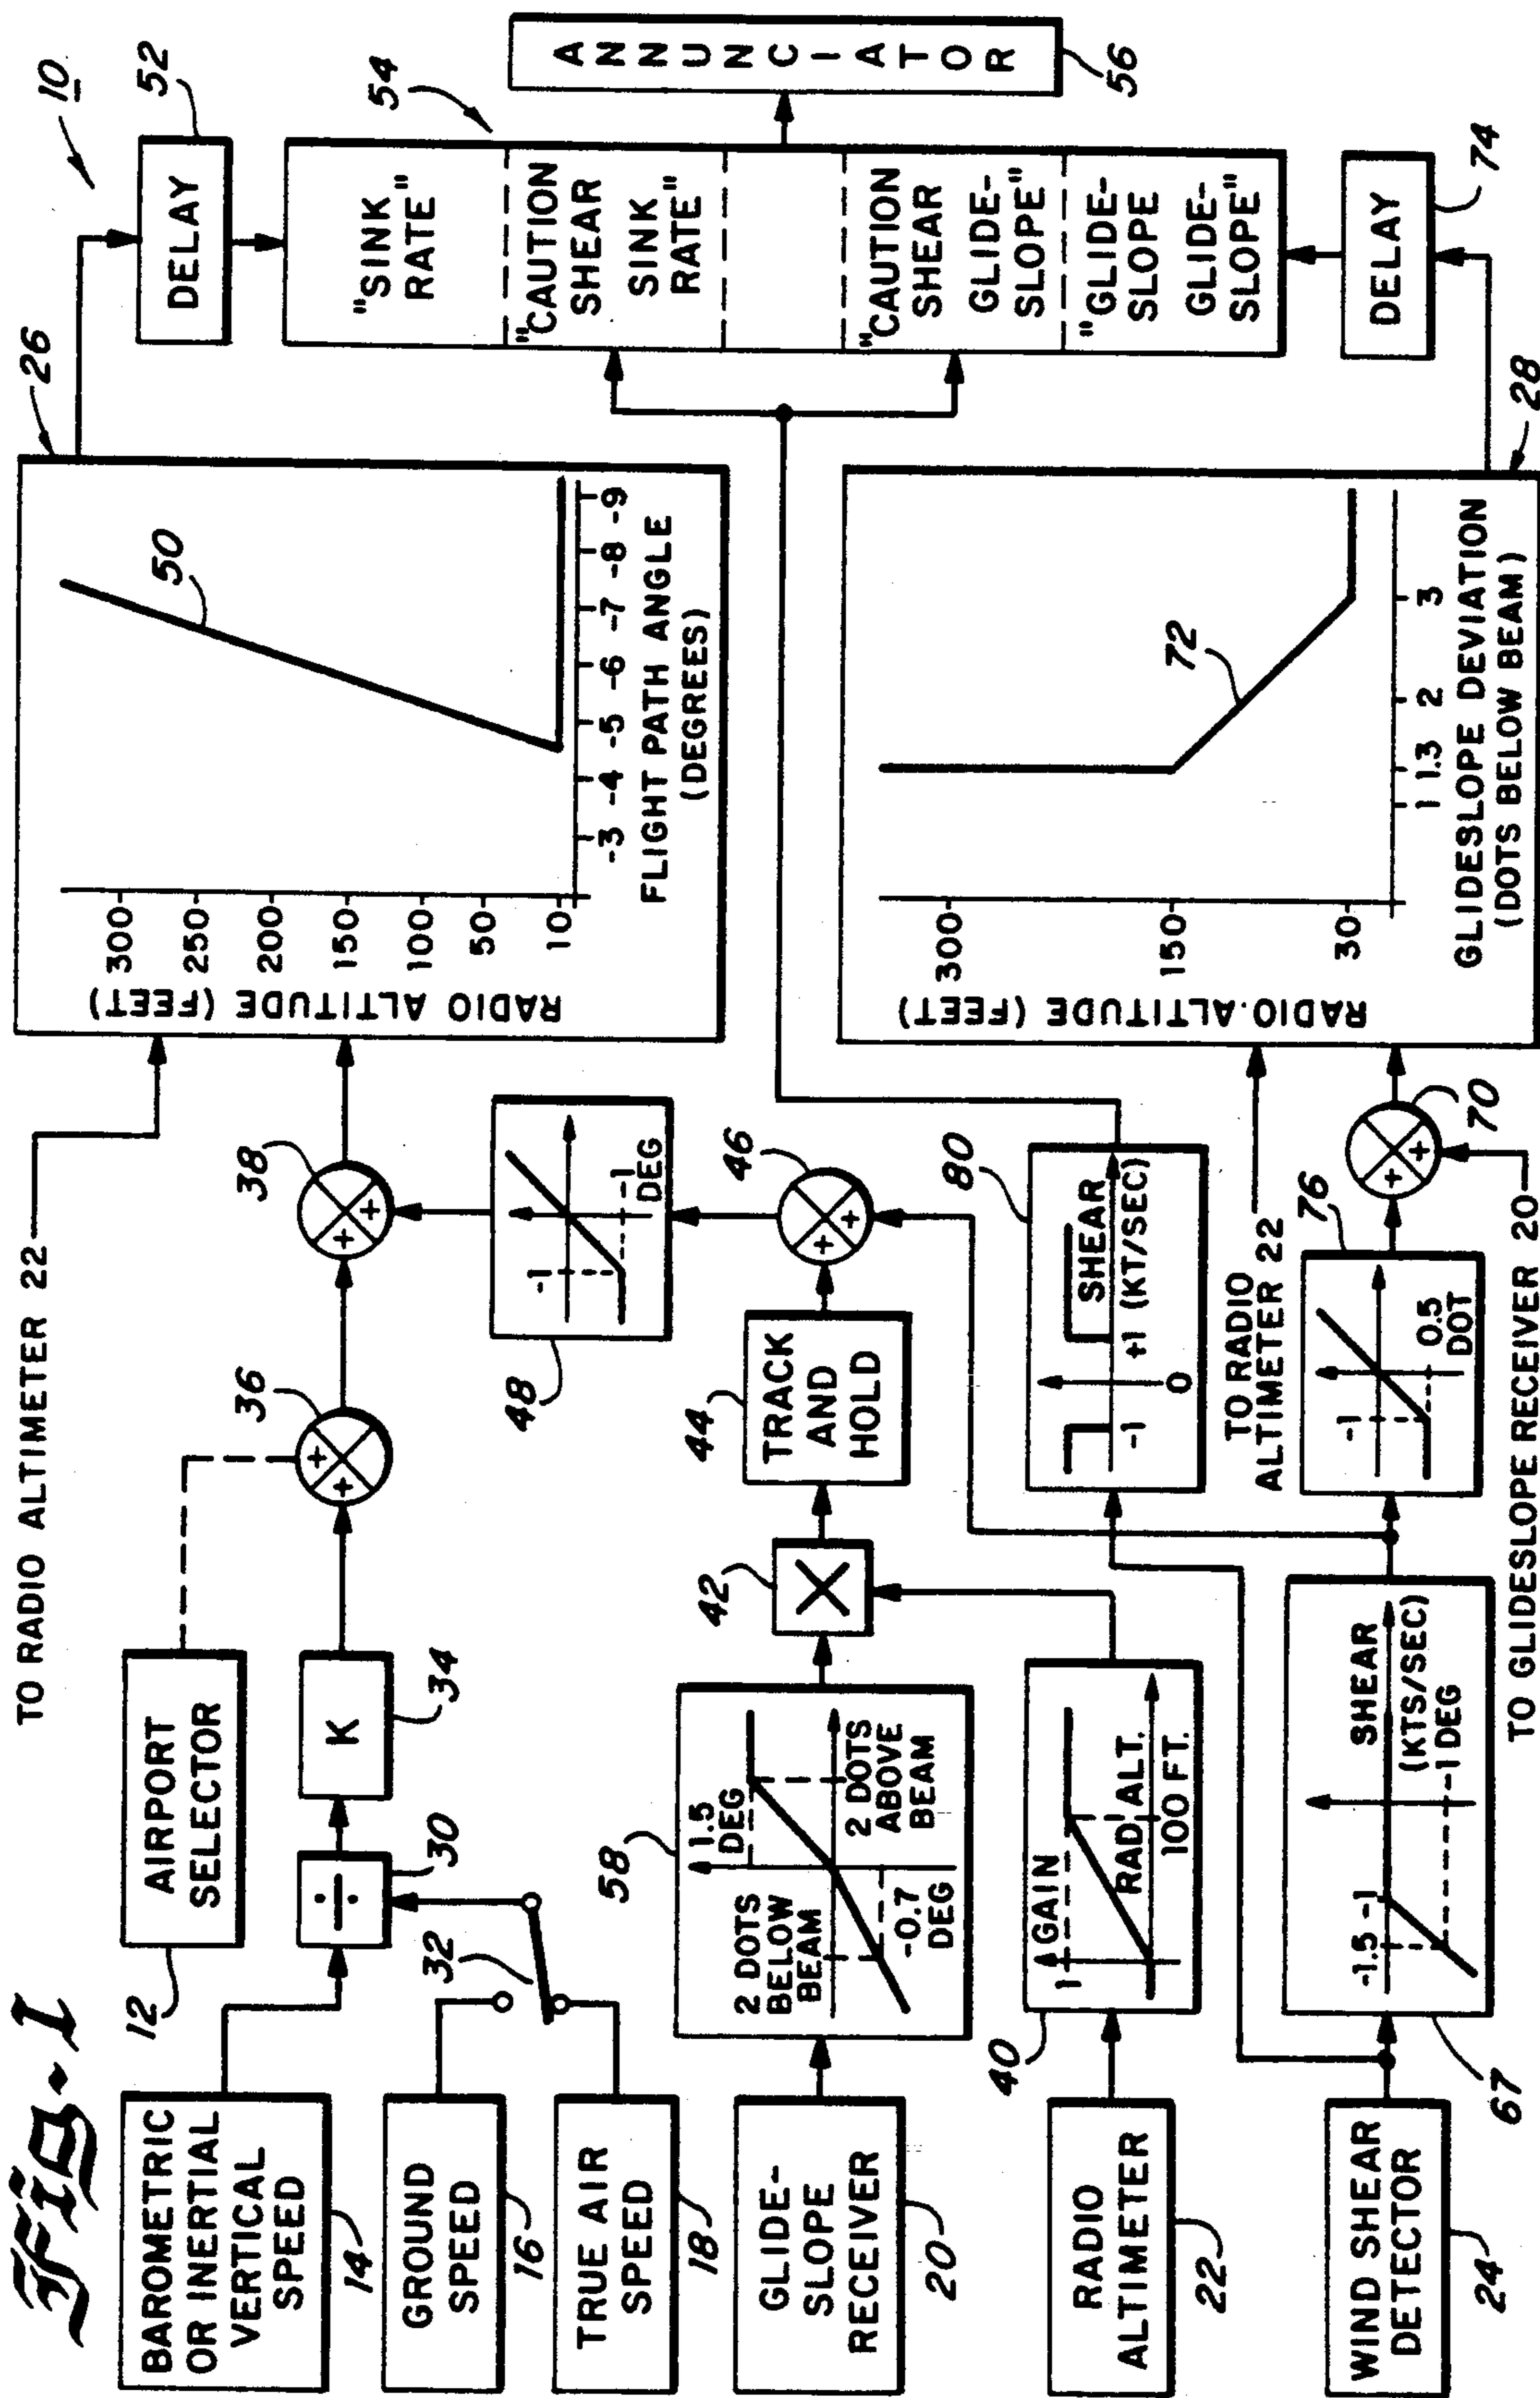 Fig-1
BAROMETRIC
OR INERTIAL
VERTICAL
SPEED
14
GROUND
SPEED
16
TRUE AIR
SPEED
18
GLIDE-
SLOPE
RECEIVER
20
RADIO
ALTIMETER
22
WIND SHEAR
DETECTOR
24
12
AIRPORT
SELECTOR
÷
30
32
K
34
36
+
+
38
+
+
TO RADIO ALTIMETER 22
58
1.5
DEG
2 DOTS
BELOW
BEAM
2 DOTS
ABOVE
BEAM
-0.7
DEG
40
GAIN
1
RAD. ALT.
100 FT.
67
-1.5
-1
SHEAR
(KTS/SEC)
-1 DEG
42
X
44
TRACK
AND
HOLD
46
+
+
48
-1
-1
DEG
80
SHEAR
-1
0
+1
(KT/SEC)
TO RADIO
ALTIMETER 22
76
-1
0.5
DOT
70
+
+
TO GLIDESLOPE RECEIVER 20
26
RADIO ALTITUDE (FEET)
300
250
200
150
100
50
10
50
-3 -4 -5 -6 -7 -8 -9
FLIGHT PATH ANGLE
(DEGREES)
28
RADIO ALTITUDE (FEET)
300
150
30
72
1 1.3 2 3
GLIDESLOPE DEVIATION
(DOTS BELOW BEAM)
10
DELAY
52
54
"SINK
RATE"
"CAUTION
SHEAR
SINK
RATE"
"CAUTION
SHEAR
GLIDE-
SLOPE"
"GLIDE-
SLOPE
GLIDE-
SLOPE"
DELAY
74
ANNUNCIATOR
56